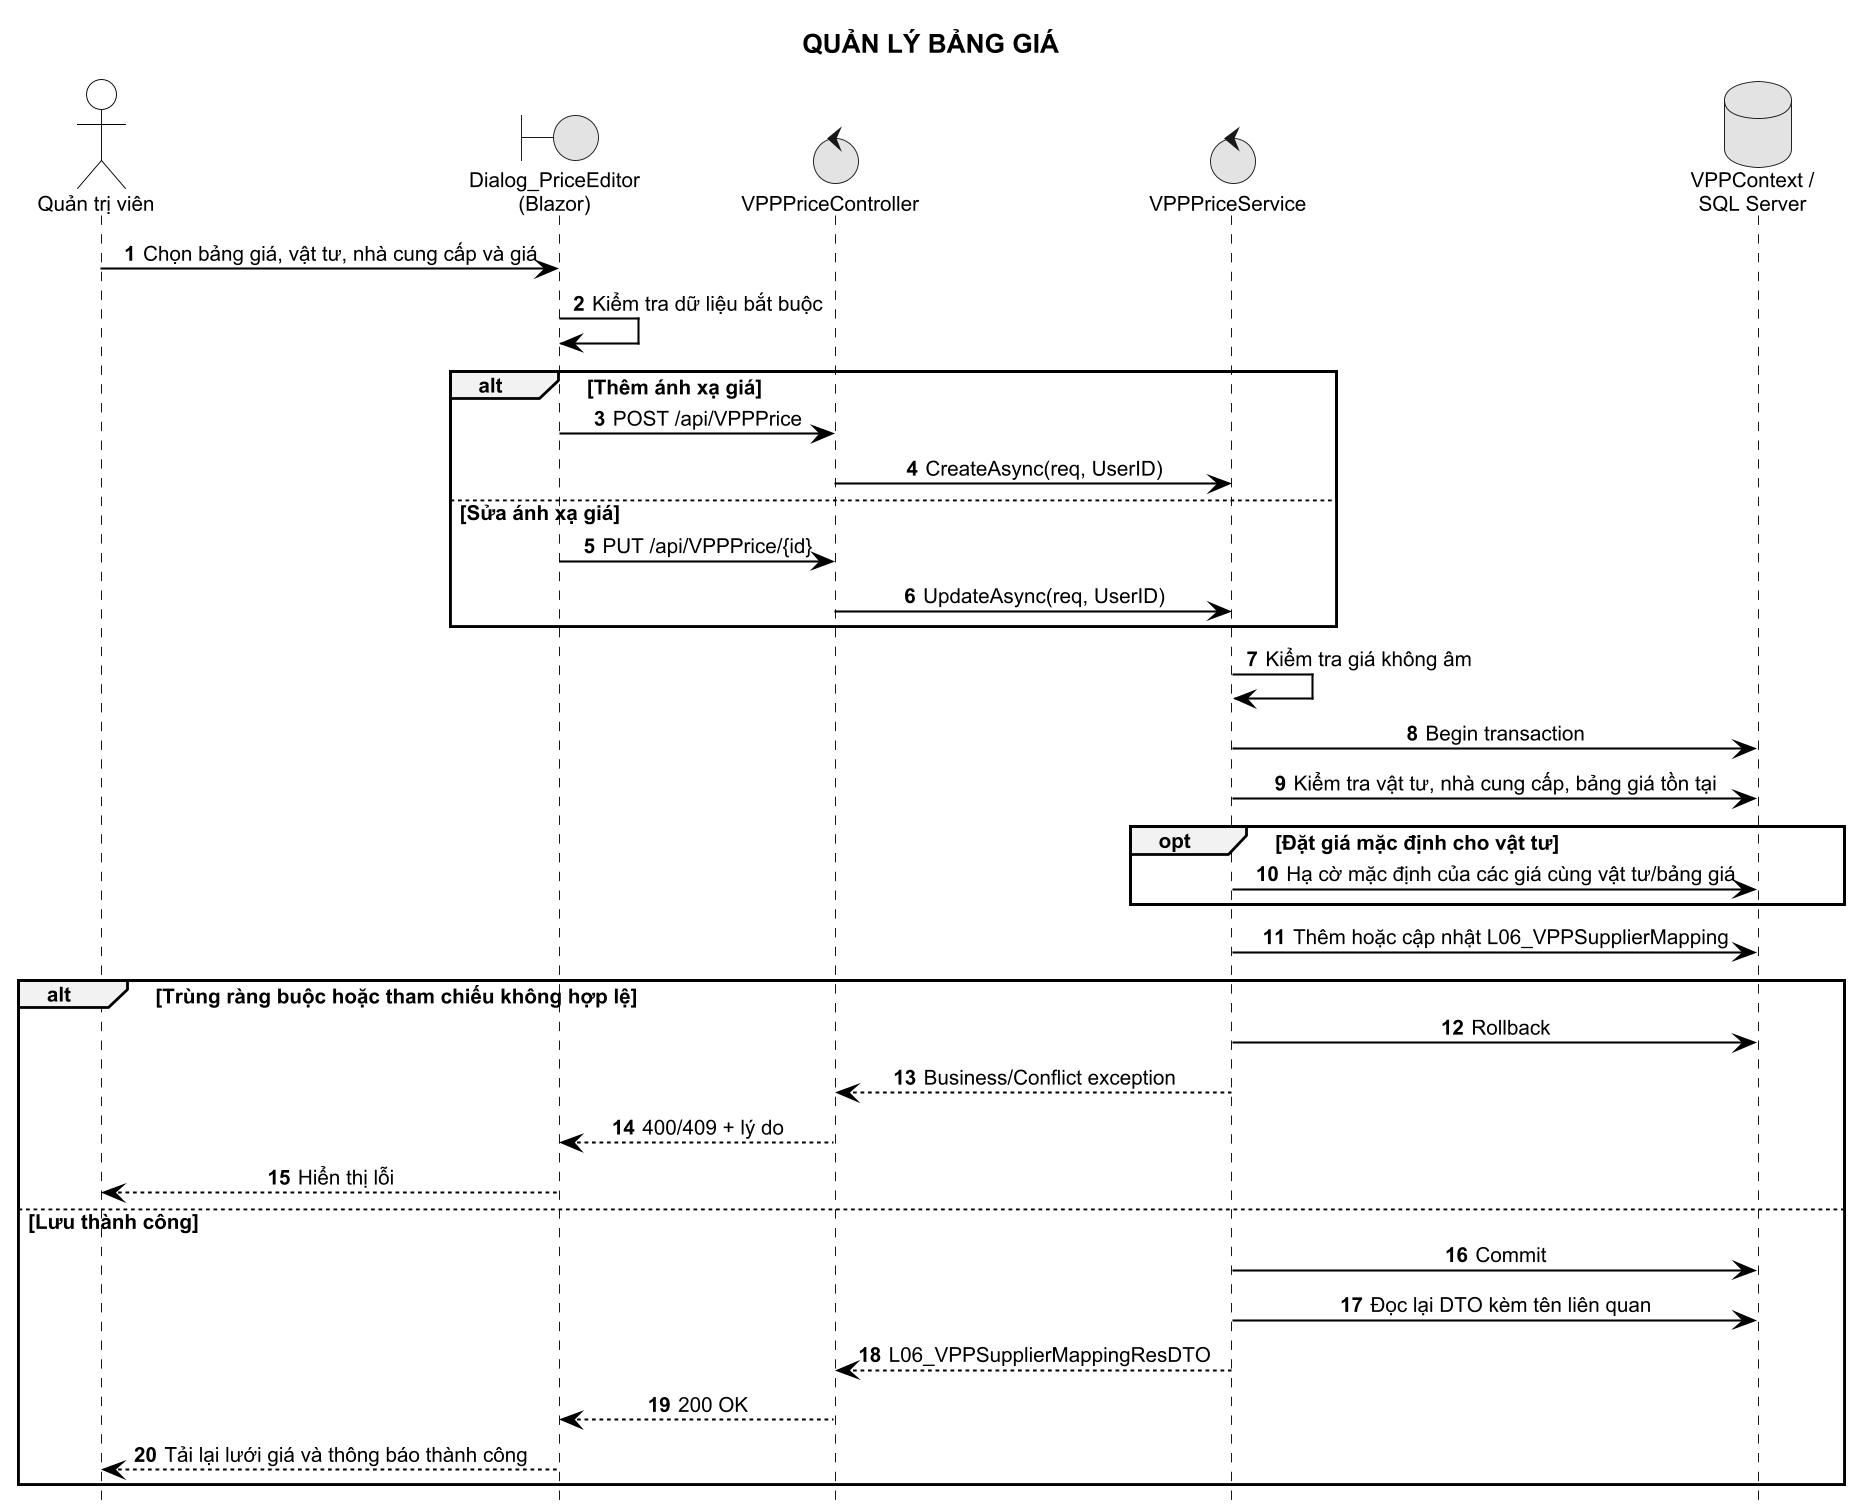 QUẢN LÝ BẢNG GIÁ
Quản trị viên
Dialog_PriceEditor
(Blazor)
VPPPriceController
VPPPriceService
VPPContext /
SQL Server
1 Chọn bảng giá, vật tư, nhà cung cấp và giá
2 Kiểm tra dữ liệu bắt buộc
alt [Thêm ánh xạ giá]
3 POST /api/VPPPrice
4 CreateAsync(req, UserID)
[Sửa ánh xạ giá]
5 PUT /api/VPPPrice/{id}
6 UpdateAsync(req, UserID)
7 Kiểm tra giá không âm
8 Begin transaction
9 Kiểm tra vật tư, nhà cung cấp, bảng giá tồn tại
opt [Đặt giá mặc định cho vật tư]
10 Hạ cờ mặc định của các giá cùng vật tư/bảng giá
11 Thêm hoặc cập nhật L06_VPPSupplierMapping
alt [Trùng ràng buộc hoặc tham chiếu không hợp lệ]
12 Rollback
13 Business/Conflict exception
14 400/409 + lý do
15 Hiển thị lỗi
[Lưu thành công]
16 Commit
17 Đọc lại DTO kèm tên liên quan
18 L06_VPPSupplierMappingResDTO
19 200 OK
20 Tải lại lưới giá và thông báo thành công